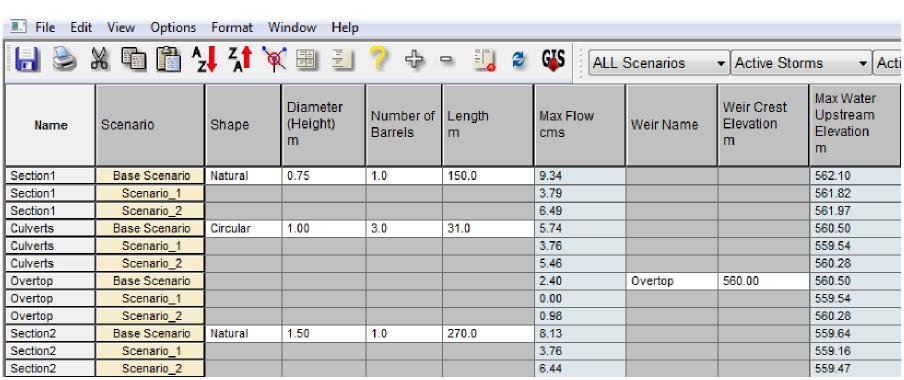 File Edit View Options Format Window Help
A Z Z A ? GIS ALL Scenarios Active Storms Acti
Name Scenario Shape Diameter (Height) m Number of Barrels Length m Max Flow cms Weir Name Weir Crest Elevation m Max Water Upstream Elevation m
Section1 Base Scenario Natural 0.75 1.0 150.0 9.34 562.10
Section1 Scenario_1 3.79 561.82
Section1 Scenario_2 6.49 561.97
Culverts Base Scenario Circular 1.00 3.0 31.0 5.74 560.50
Culverts Scenario_1 3.76 559.54
Culverts Scenario_2 5.46 560.28
Overtop Base Scenario 2.40 Overtop 560.00 560.50
Overtop Scenario_1 0.00 559.54
Overtop Scenario_2 0.98 560.28
Section2 Base Scenario Natural 1.50 1.0 270.0 8.13 559.64
Section2 Scenario_1 3.76 559.16
Section2 Scenario_2 6.44 559.47